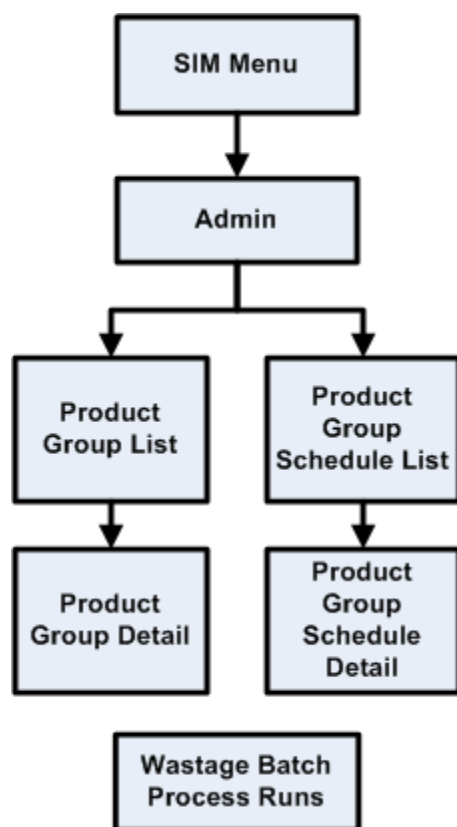 SIM Menu
Admin
Product
Group List
Product
Group
Schedule List
Product
Group Detail
Product
Group
Schedule
Detail
Wastage Batch
Process Runs